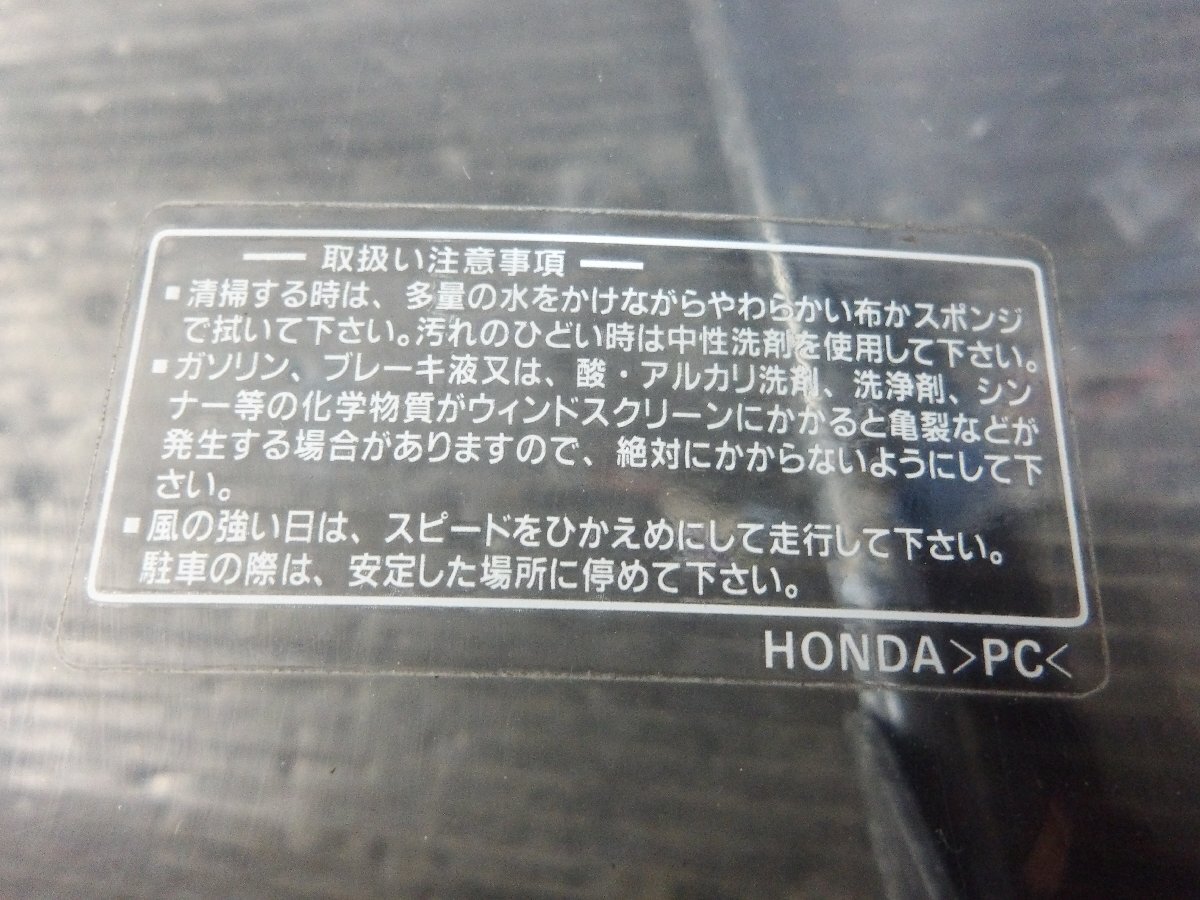 取扱い注意事項
▪清掃する時は、多量の水をかけながらやわらかい布かスポンジ
で拭いて下さい。汚れのひどい時は中性洗剤を使用して下さい。
▪ガソリン、ブレーキ液又は、酸・アルカリ洗剤、洗浄剤、シン
ナー等の化学物質がウィンドスクリーンにかかると亀裂などが
発生する場合がありますので、絶対にかからないようにして下
さい。
▪風の強い日は、スピードをひかえめにして走行して下さい。
駐車の際は、安定した場所に停めて下さい。
HONDA>PC<